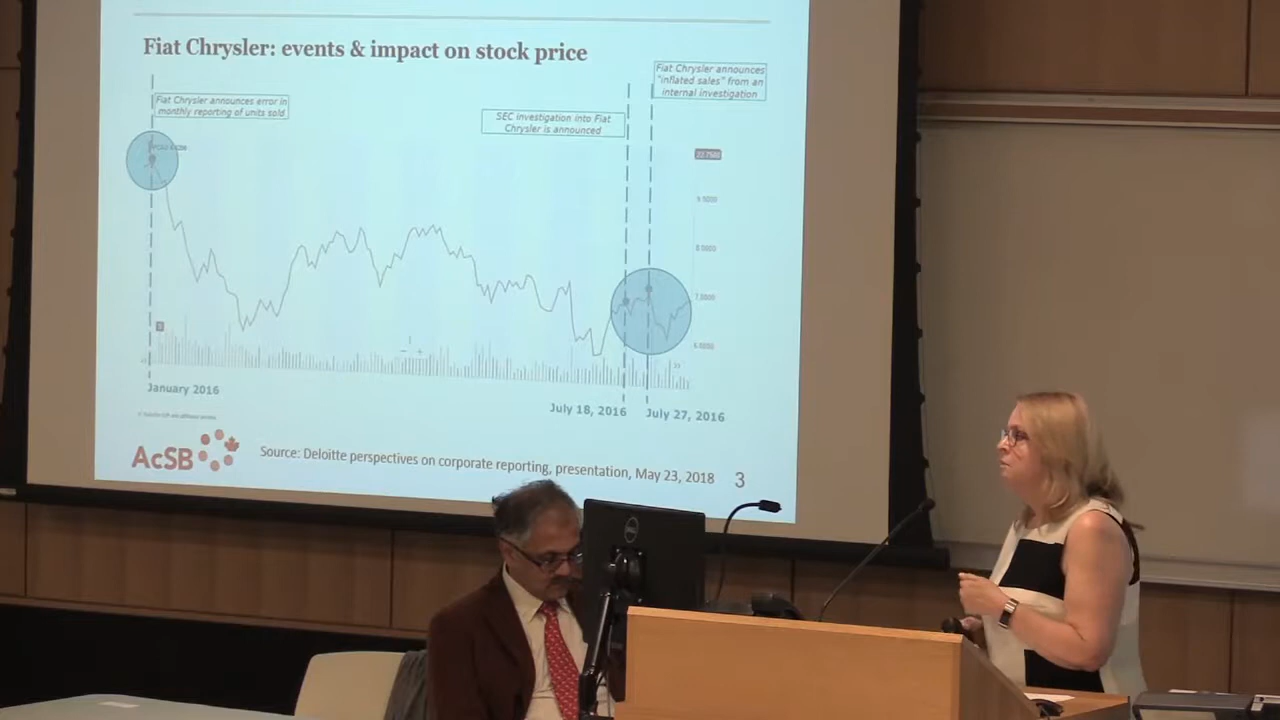 Fiat Chrysler: events & impact on stock price
Fiat Chrysler announces error in
monthly reporting of units sold
SEC investigation into Fiat
Chrysler is announced
Fiat Chrysler announces
"inflated sales" from an
internal investigation
January 2016
July 18, 2016
July 27, 2016
AcSB
Source: Deloitte perspectives on corporate reporting, presentation, May 23, 2018
3
DELL